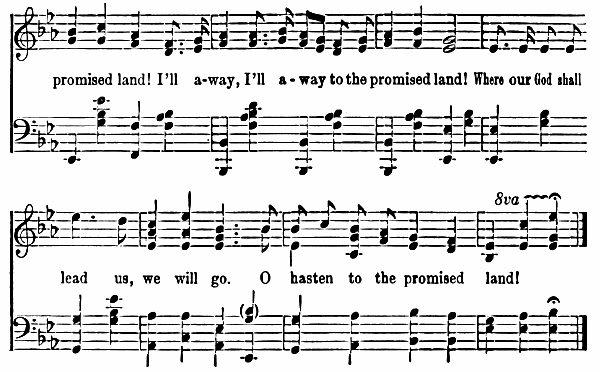 promised land! I'll a-way, I'll a-way to the promised land! Where our God shall
8va
lead us, we will go. O hasten to the promised land!